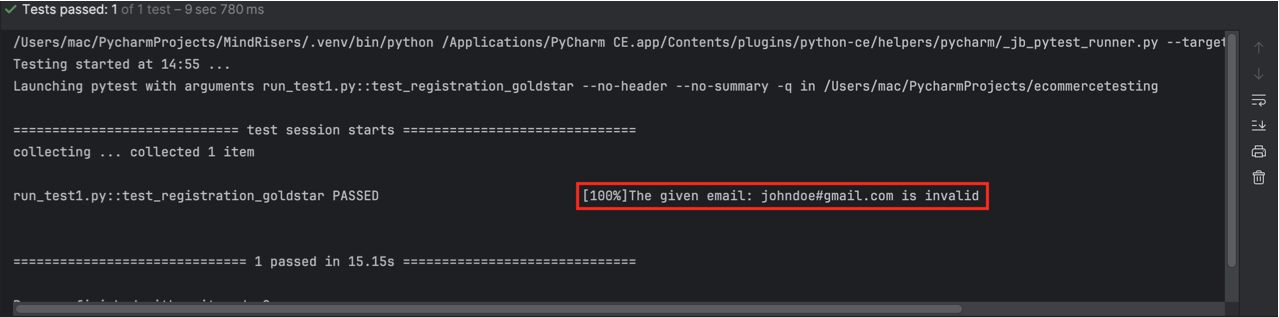 Tests passed: 1 of 1 test – 9 sec 780 ms
/Users/mac/PycharmProjects/MindRisers/.venv/bin/python /Applications/PyCharm CE.app/Contents/plugins/python-ce/helpers/pycharm/_jb_pytest_runner.py --target
Testing started at 14:55 ...
Launching pytest with arguments run_test1.py::test_registration_goldstar --no-header --no-summary -q in /Users/mac/PycharmProjects/ecommercetesting
============================= test session starts ==============================
collecting ... collected 1 item
run_test1.py::test_registration_goldstar PASSED [100%]The given email: johndoe#gmail.com is invalid
============================== 1 passed in 15.15s ==============================